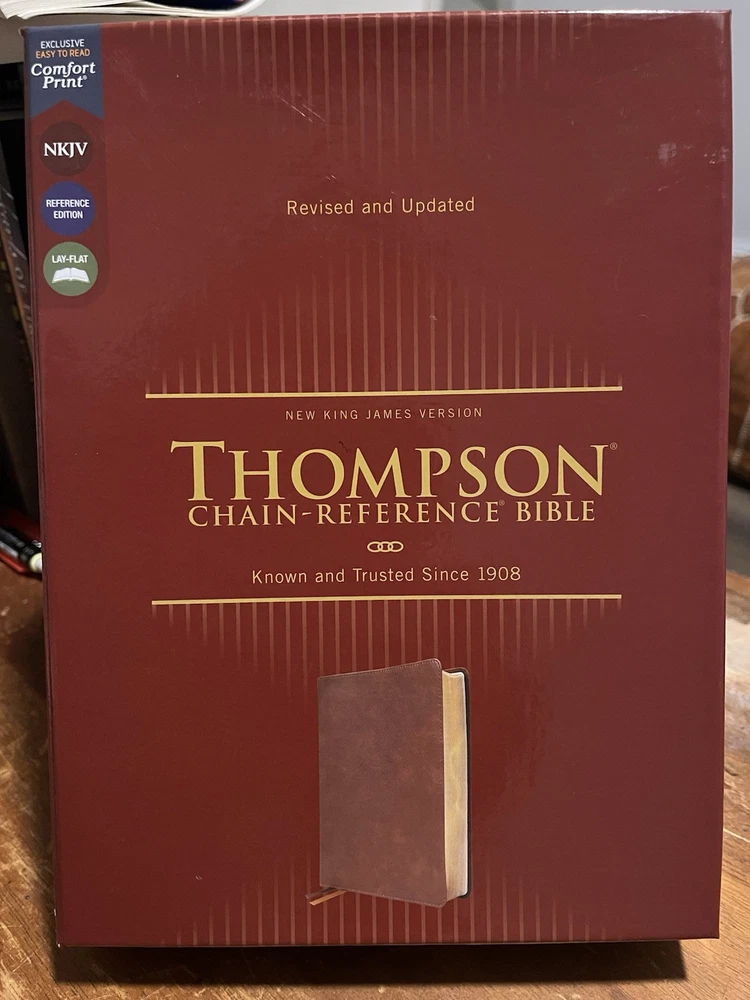 EXCLUSIVE
EASY TO READ
Comfort
Print®
NKJV
REFERENCE
EDITION
LAY-FLAT
Revised and Updated
NEW KING JAMES VERSION
THOMPSON®
CHAIN-REFERENCE® BIBLE
Known and Trusted Since 1908